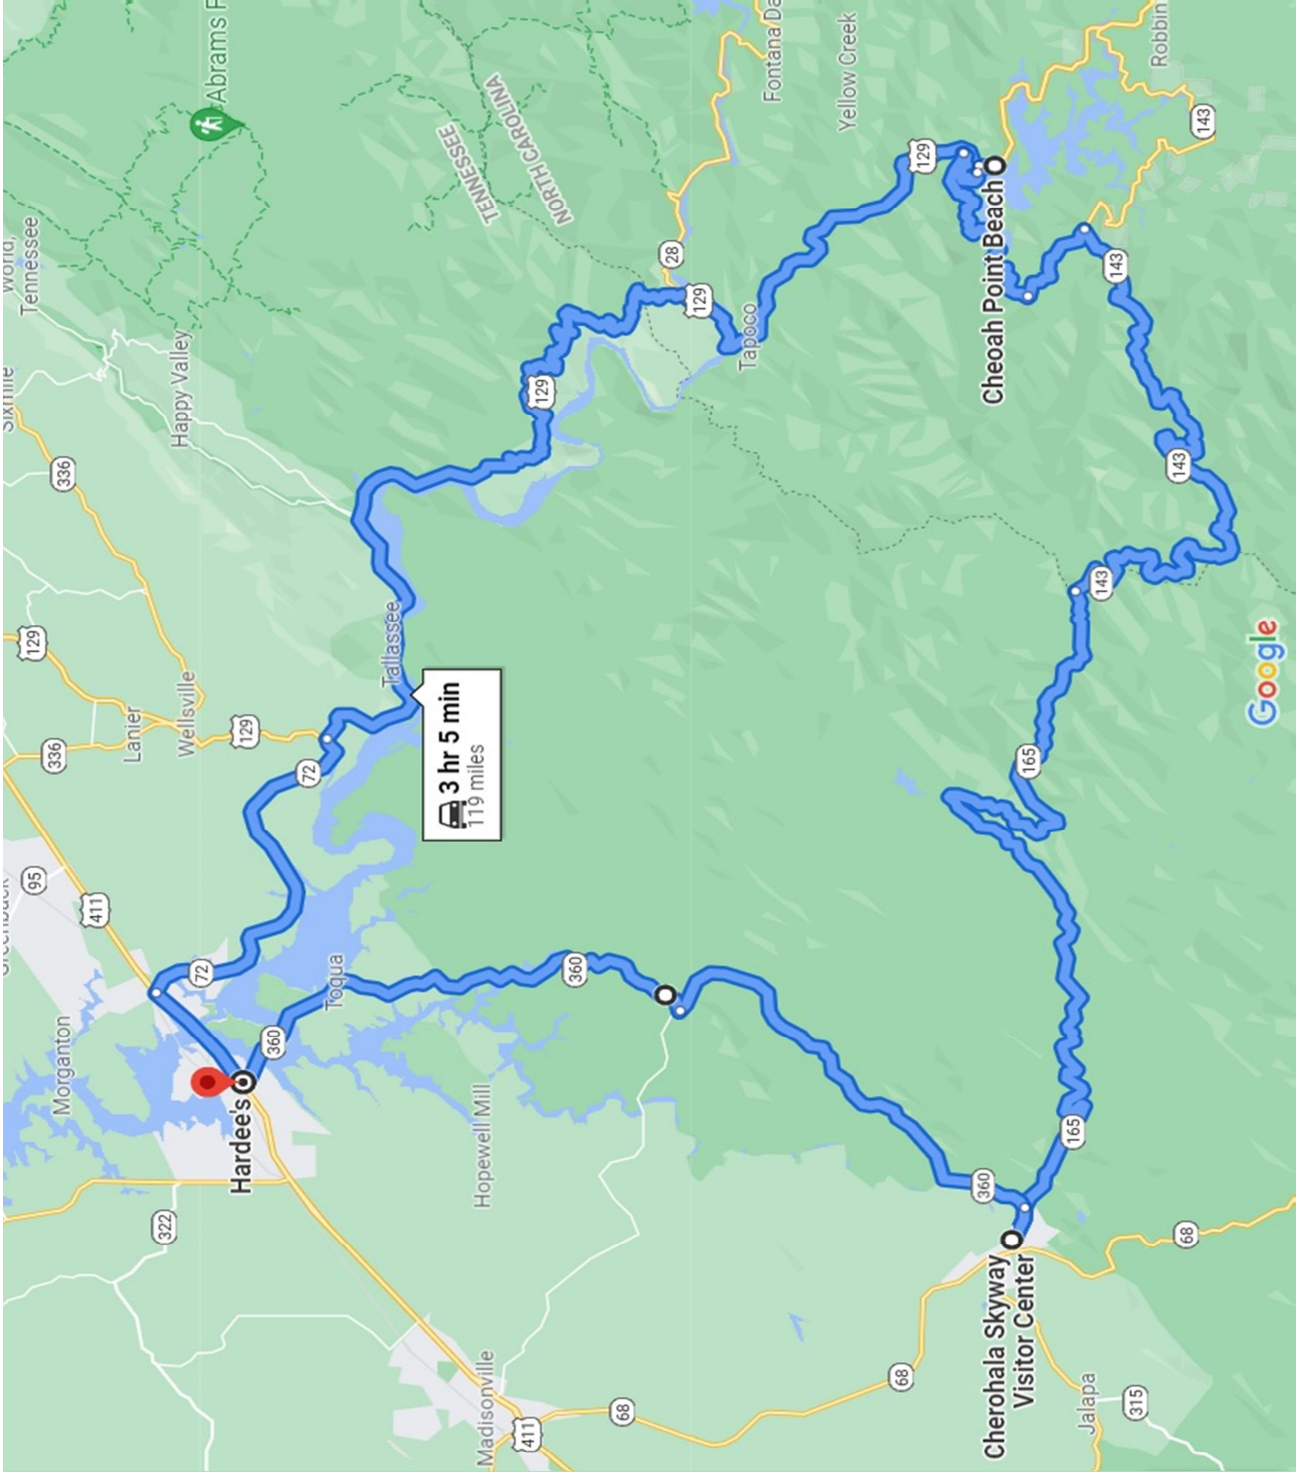 336
95
129
336
Morganton
411
Lanier
World,
Tennessee
322
Wellsville
Happy Valley
72
Abrams F
Hardee's
129
360
72
Toqua
Tallassee
3 hr 5 min
119 miles
TENNESSEE
NORTH CAROLINA
Madisonville
Hopewell Mill
411
129
360
68
28
129
Tapoco
Fontana Da
Yellow Creek
68
129
360
Cherohala Skyway
Visitor Center
Cheoah Point Beach
165
165
143
Jalapa
143
315
Robbin
143
68
143
Google